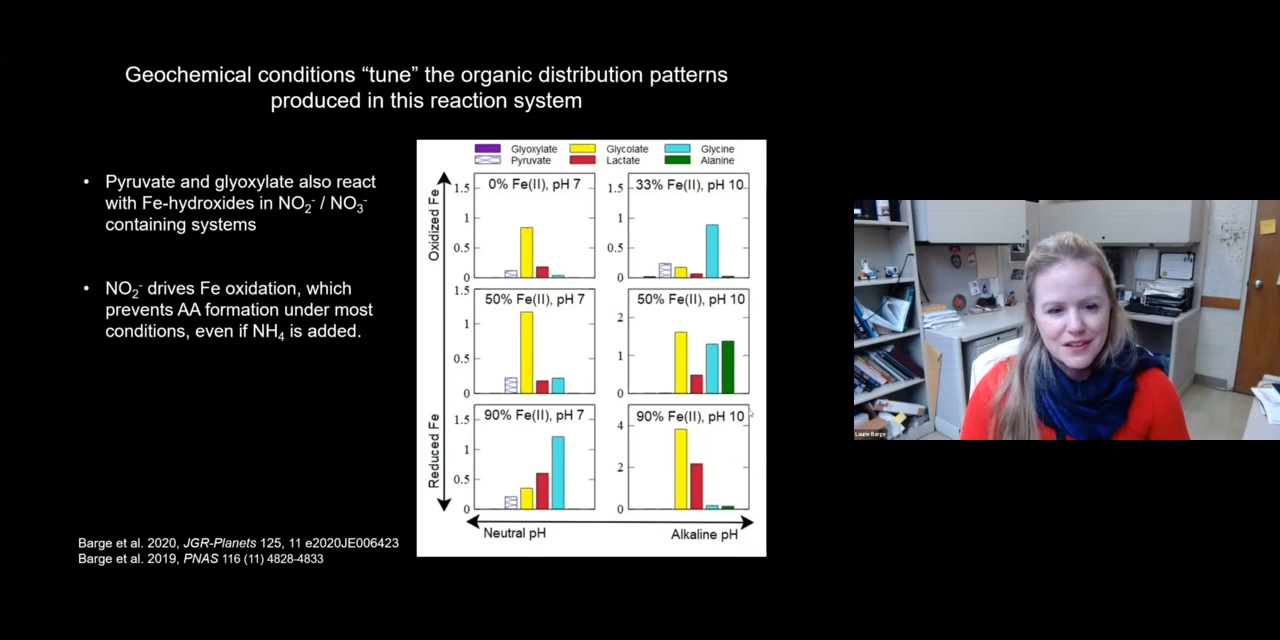 Geochemical conditions “tune” the organic distribution patterns
produced in this reaction system
• Pyruvate and glyoxylate also react
with Fe-hydroxides in NO₂⁻ / NO₃⁻
containing systems
• NO₂⁻ drives Fe oxidation, which
prevents AA formation under most
conditions, even if NH₄ is added.
Glyoxylate Glycolate Glycine
Pyruvate Lactate Alanine
Oxidized Fe
Reduced Fe
0% Fe(II), pH 7
1.5
1
0.5
0
33% Fe(II), pH 10
1.5
1
0.5
0
50% Fe(II), pH 7
1.5
1
0.5
0
50% Fe(II), pH 10
2
1
0
90% Fe(II), pH 7
1.5
1
0.5
0
90% Fe(II), pH 10
4
2
0
Neutral pH Alkaline pH
Barge et al. 2020, JGR-Planets 125, 11 e2020JE006423
Barge et al. 2019, PNAS 116 (11) 4828-4833
Laurie Barge